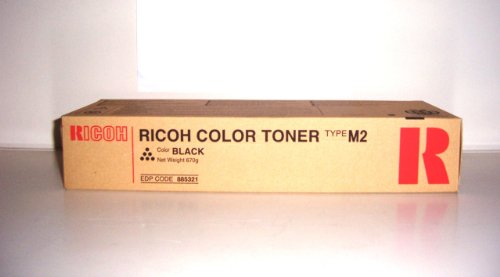 RICOH
RICOH COLOR TONER TYPE M2
Color BLACK
Net Weight 670g
EDP CODE 885321
R